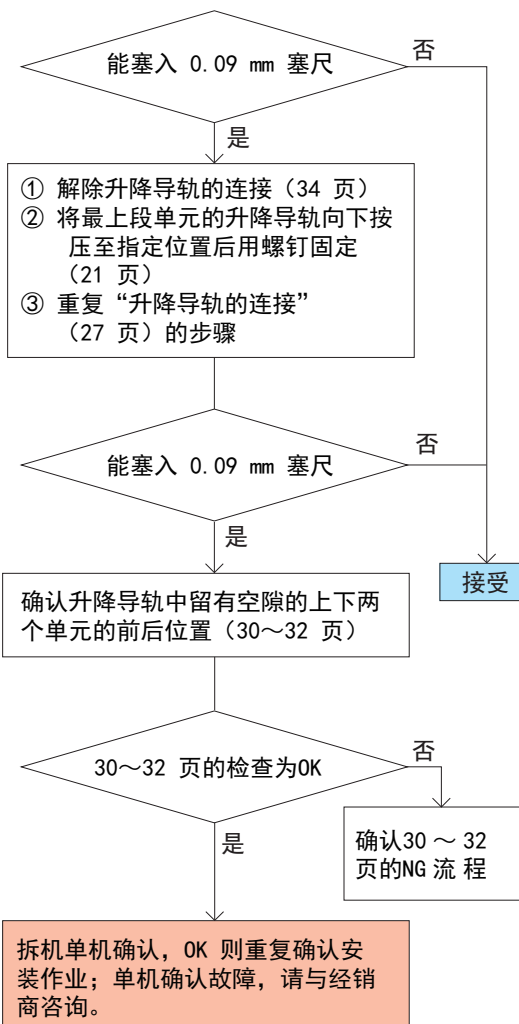 能塞入 0.09 mm 塞尺
否
是
① 解除升降导轨的连接（34 页）
② 将最上段单元的升降导轨向下按
压至指定位置后用螺钉固定
（21 页）
③ 重复“升降导轨的连接”
（27 页）的步骤
能塞入 0.09 mm 塞尺
否
是
接受
确认升降导轨中留有空隙的上下两
个单元的前后位置（30～32 页）
30～32 页的检查为OK
否
是
确认30 ～ 32
页的NG 流 程
拆机单机确认，OK 则重复确认安
装作业；单机确认故障，请与经销
商咨询。